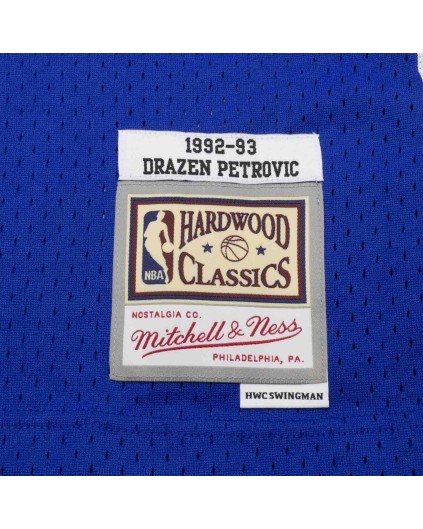 1992-93
DRAZEN PETROVIC
HARDWOOD
CLASSICS
NBA
NOSTALGIA CO.
Mitchell & Ness
PHILADELPHIA, PA.
HWC SWINGMAN